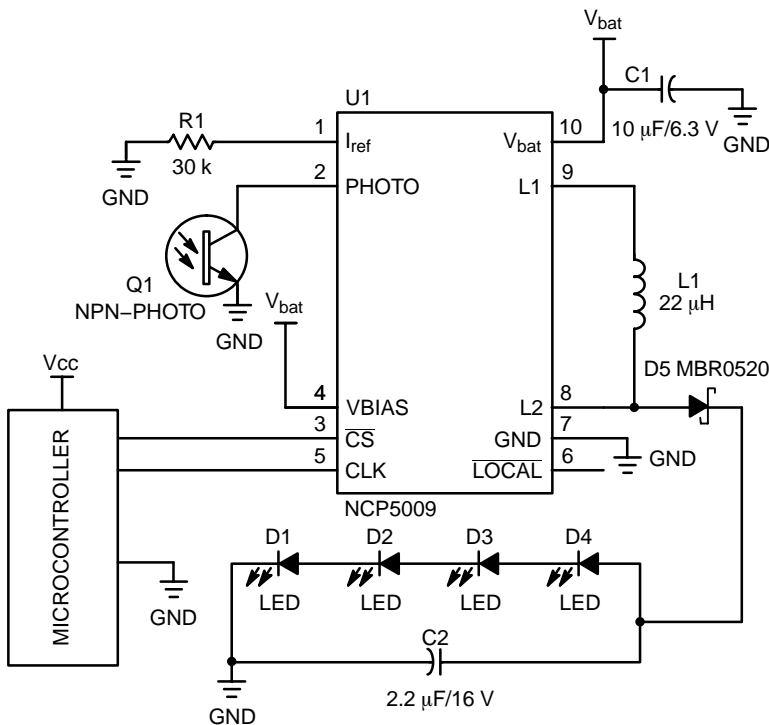 Vbat
C1
U1
R1
1
Iref
Vbat
10
10 μF/6.3 V
GND
30 k
GND
2
PHOTO
L1
9
Q1
NPN−PHOTO
Vbat
GND
L1
22 μH
Vcc
D5 MBR0520
4
VBIAS
L2
8
3
CS
GND
7
GND
5
CLK
LOCAL
6
NCP5009
MICROCONTROLLER
GND
D1
D2
D3
D4
LED
LED
LED
LED
C2
2.2 μF/16 V
GND